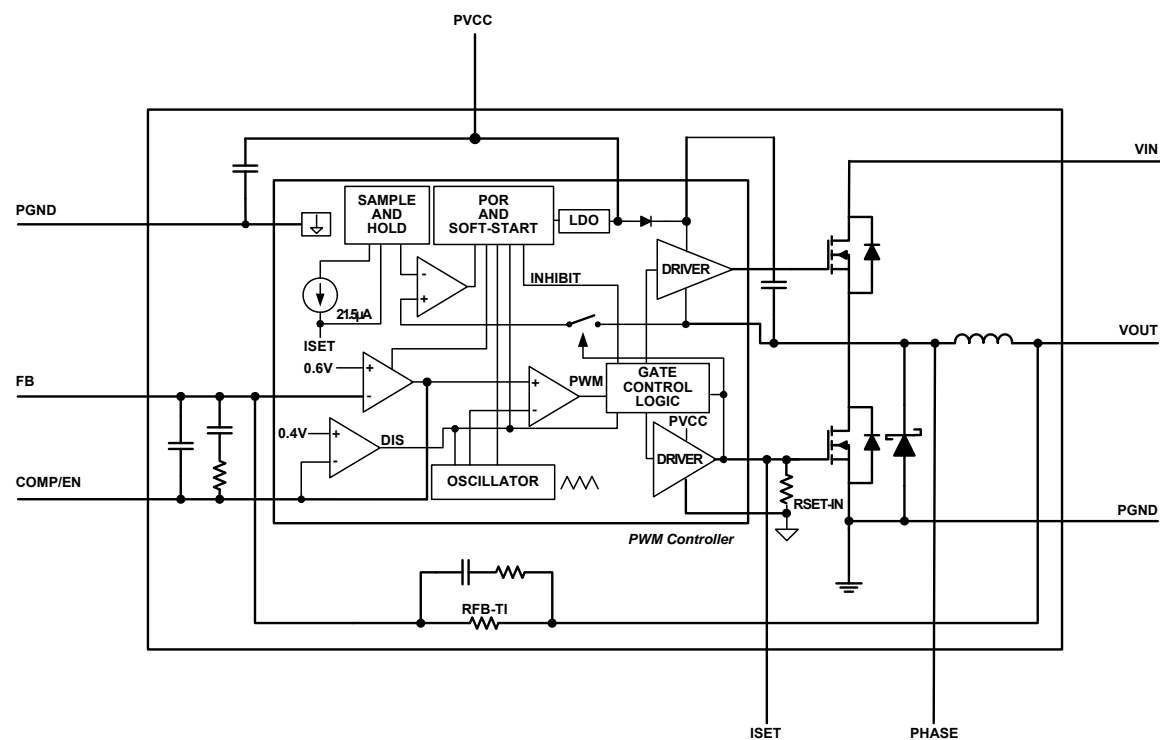 PVCC
VIN
PGND
SAMPLE
AND
HOLD
POR
AND
SOFT-START
LDO
DRIVER
INHIBIT
21.5µA
ISET
VOUT
0.6V
FB
PWM
GATE
CONTROL
LOGIC
0.4V
DIS
PVCC
DRIVER
COMP/EN
OSCILLATOR
RSET-IN
PGND
PWM Controller
RFB-TI
ISET
PHASE